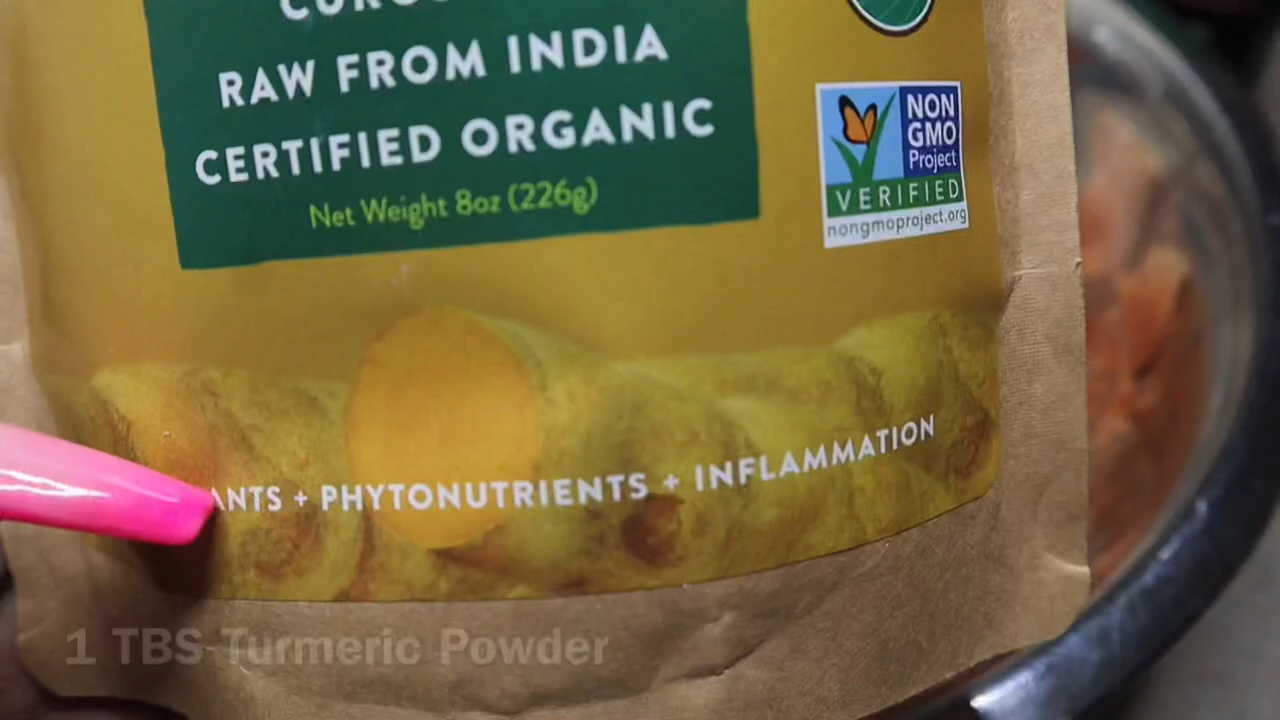 RAW FROM INDIA
CERTIFIED ORGANIC
Net Weight 8oz (226g)
NON
GMO
Project
VERIFIED
nongmoproject.org
ANTS + PHYTONUTRIENTS + INFLAMMATION
1 TBS Turmeric Powder